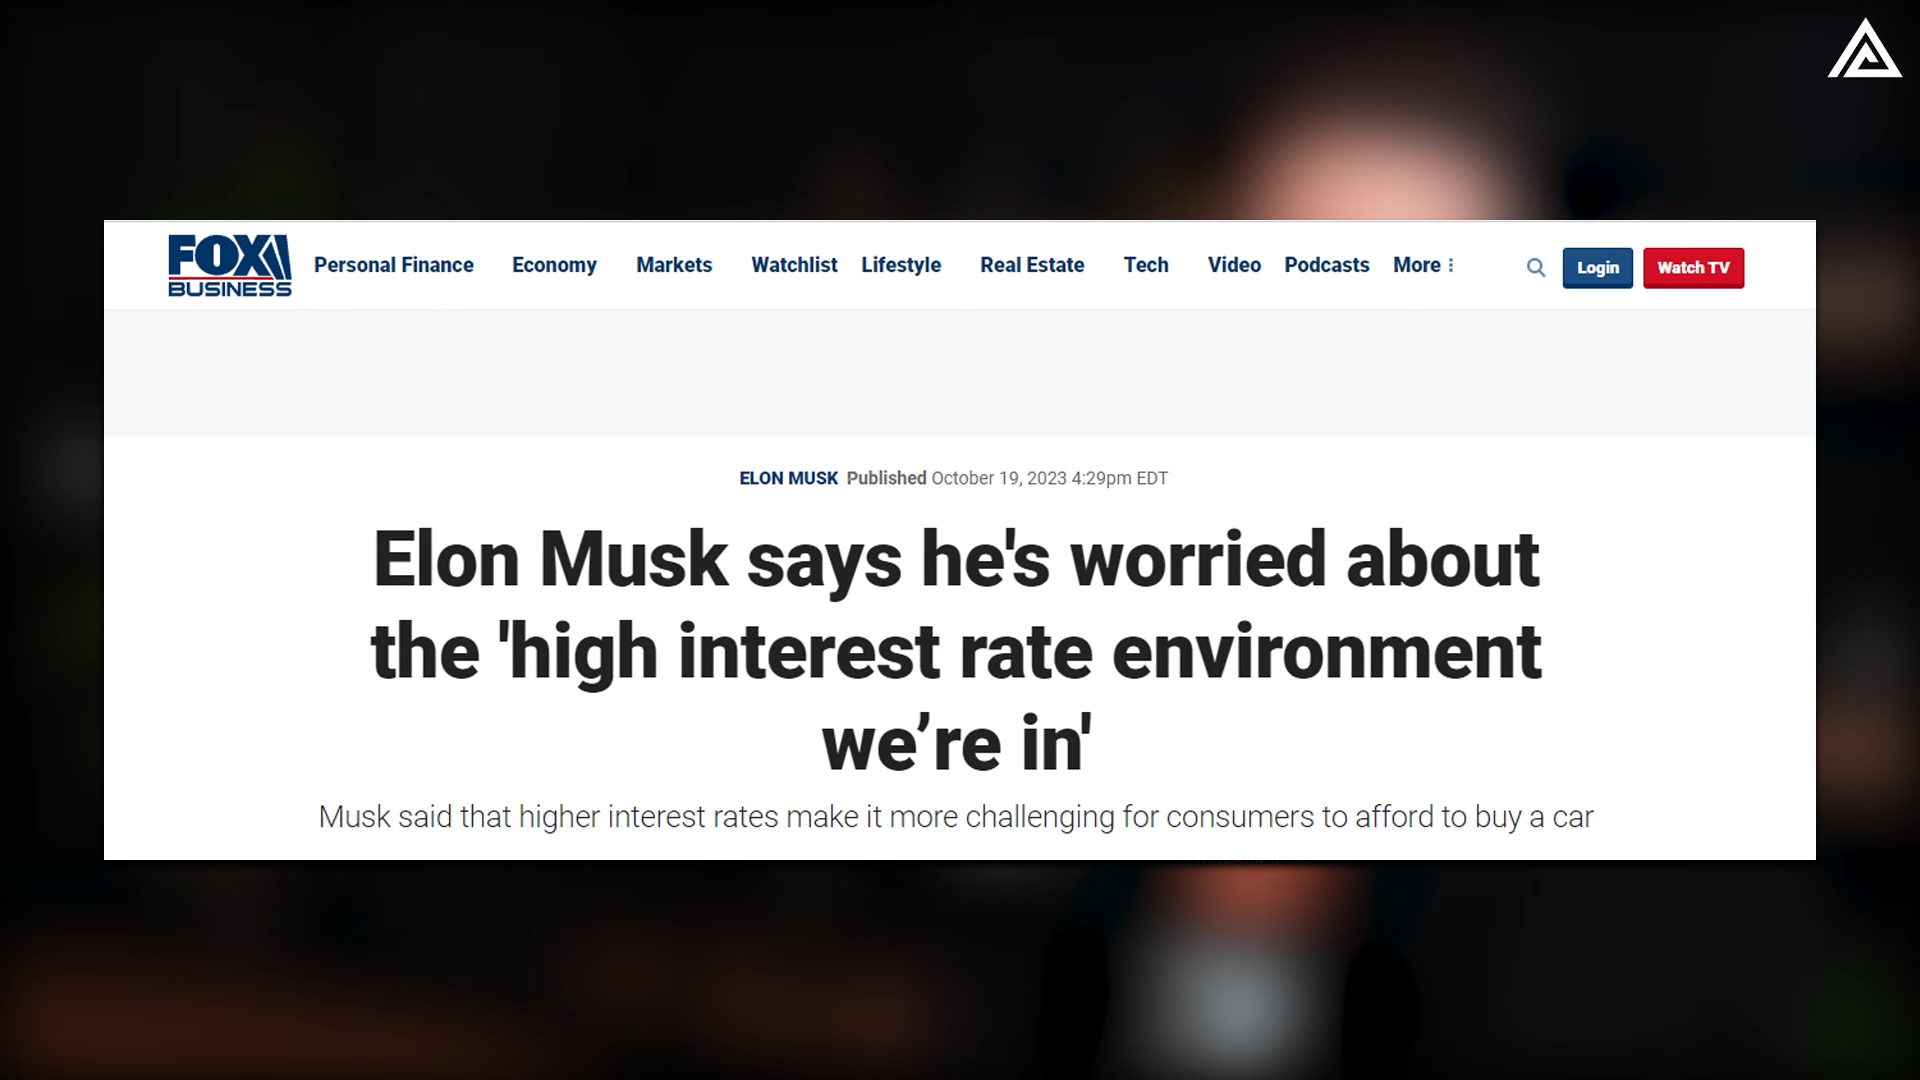 FOX
BUSINESS
Personal Finance Economy Markets Watchlist Lifestyle Real Estate Tech Video Podcasts More Login Watch TV
ELON MUSK Published October 19, 2023 4:29pm EDT
Elon Musk says he's worried about
the 'high interest rate environment
we’re in'
Musk said that higher interest rates make it more challenging for consumers to afford to buy a car